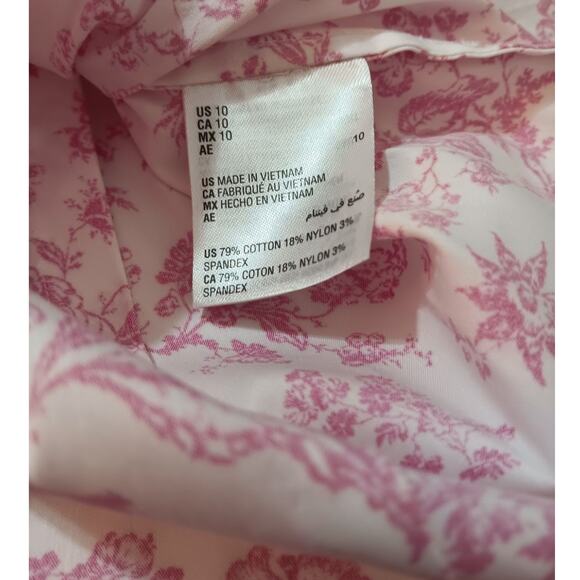 US 10
CA 10
MX 10
AE 10
US MADE IN VIETNAM
CA FABRIQUÉ AU VIETNAM
MX HECHO EN VIETNAM
AE صنع في فيتنام
US 79% COTTON 18% NYLON 3%
SPANDEX
CA 79% COTON 18% NYLON 3%
SPANDEX